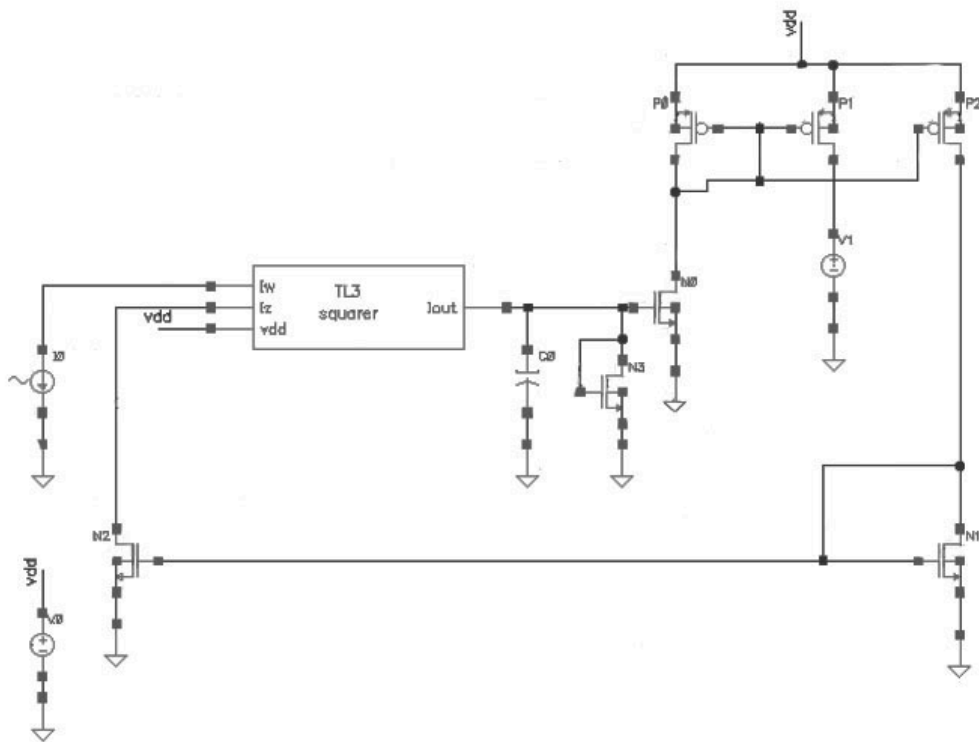 vdd
P0
P1
P2
V1
N0
Iw
TL3
Iz
Iout
squarer
vdd
vdd
I0
C0
N3
N2
N1
vdd
V0